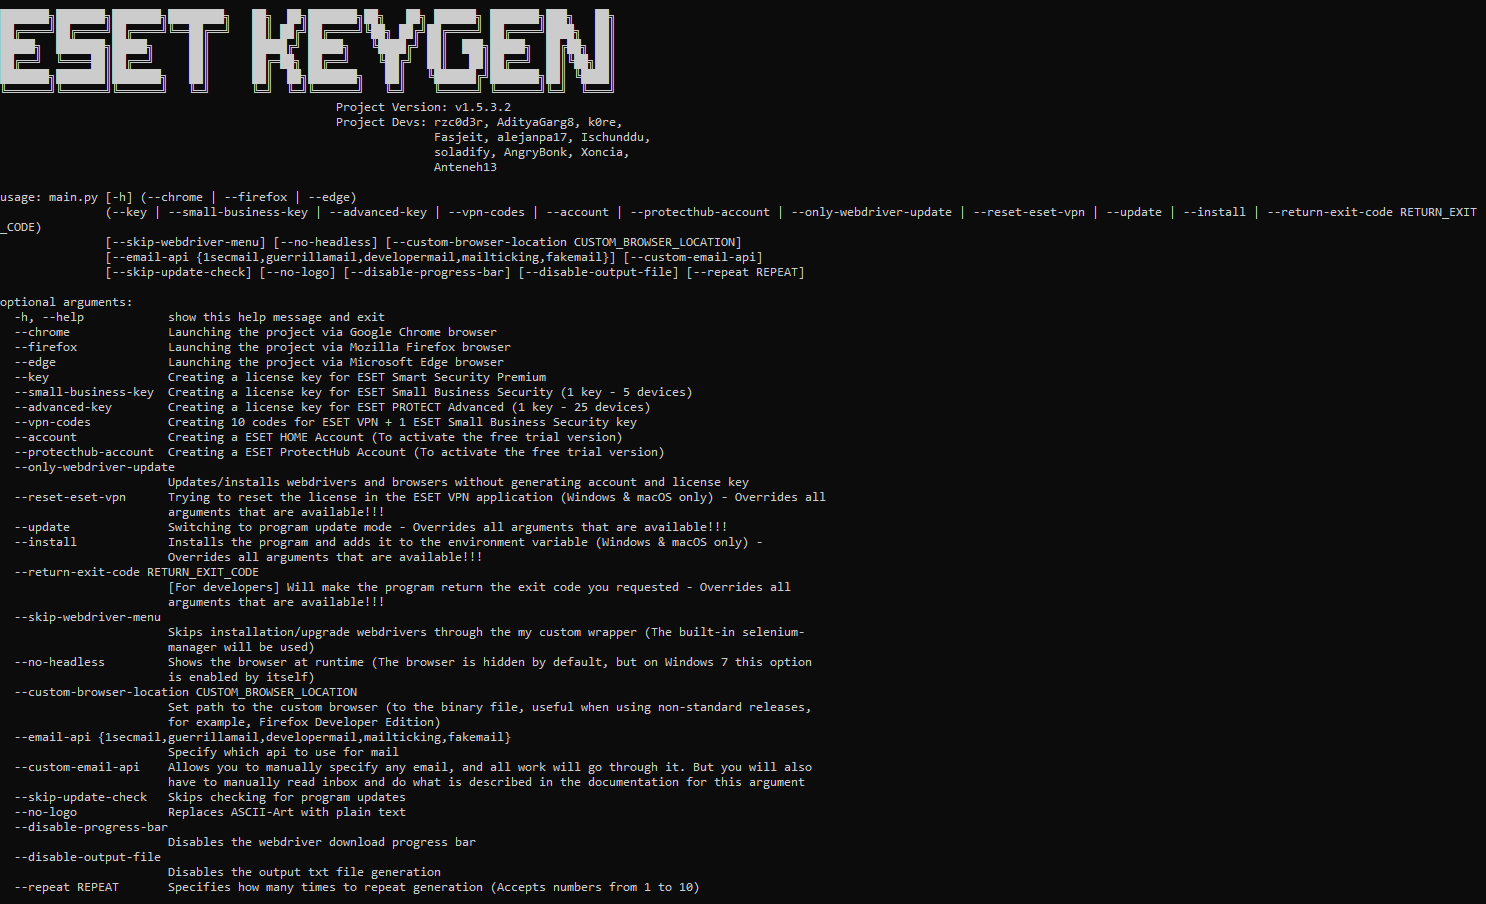 ESET KEYGEN
Project Version: v1.5.3.2
Project Devs: rzc0d3r, AdityaGarg8, k0re,
Fasjeit, alejanpa17, Ischunddu,
soladify, AngryBonk, Xoncia,
Anteneh13
usage: main.py [-h] (--chrome | --firefox | --edge)
(--key | --small-business-key | --advanced-key | --vpn-codes | --account | --protecthub-account | --only-webdriver-update | --reset-eset-vpn | --update | --install | --return-exit-code RETURN_EXIT
_CODE)
[--skip-webdriver-menu] [--no-headless] [--custom-browser-location CUSTOM_BROWSER_LOCATION]
[--email-api {1secmail,guerrillamail,developermail,mailticking,fakemail}] [--custom-email-api]
[--skip-update-check] [--no-logo] [--disable-progress-bar] [--disable-output-file] [--repeat REPEAT]
optional arguments:
-h, --help show this help message and exit
--chrome Launching the project via Google Chrome browser
--firefox Launching the project via Mozilla Firefox browser
--edge Launching the project via Microsoft Edge browser
--key Creating a license key for ESET Smart Security Premium
--small-business-key Creating a license key for ESET Small Business Security (1 key - 5 devices)
--advanced-key Creating a license key for ESET PROTECT Advanced (1 key - 25 devices)
--vpn-codes Creating 10 codes for ESET VPN + 1 ESET Small Business Security key
--account Creating a ESET HOME Account (To activate the free trial version)
--protecthub-account Creating a ESET ProtectHub Account (To activate the free trial version)
--only-webdriver-update
Updates/installs webdrivers and browsers without generating account and license key
--reset-eset-vpn Trying to reset the license in the ESET VPN application (Windows & macOS only) - Overrides all
arguments that are available!!!
--update Switching to program update mode - Overrides all arguments that are available!!!
--install Installs the program and adds it to the environment variable (Windows & macOS only) -
Overrides all arguments that are available!!!
--return-exit-code RETURN_EXIT_CODE
[For developers] Will make the program return the exit code you requested - Overrides all
arguments that are available!!!
--skip-webdriver-menu
Skips installation/upgrade webdrivers through the my custom wrapper (The built-in selenium-
manager will be used)
--no-headless Shows the browser at runtime (The browser is hidden by default, but on Windows 7 this option
is enabled by itself)
--custom-browser-location CUSTOM_BROWSER_LOCATION
Set path to the custom browser (to the binary file, useful when using non-standard releases,
for example, Firefox Developer Edition)
--email-api {1secmail,guerrillamail,developermail,mailticking,fakemail}
Specify which api to use for mail
--custom-email-api Allows you to manually specify any email, and all work will go through it. But you will also
have to manually read inbox and do what is described in the documentation for this argument
--skip-update-check Skips checking for program updates
--no-logo Replaces ASCII-Art with plain text
--disable-progress-bar
Disables the webdriver download progress bar
--disable-output-file
Disables the output txt file generation
--repeat REPEAT Specifies how many times to repeat generation (Accepts numbers from 1 to 10)